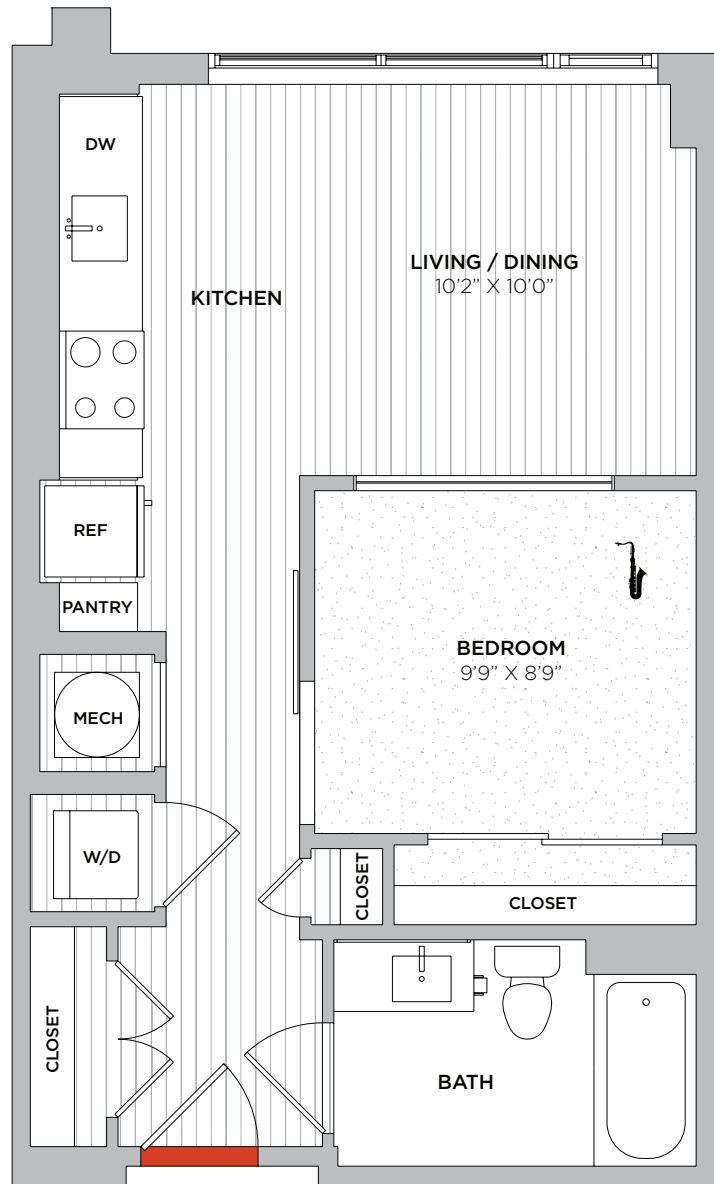 DW
LIVING / DINING
10’2” X 10’0”
KITCHEN
REF
PANTRY
BEDROOM
9’9” X 8’9”
MECH
W/D
CLOSET
CLOSET
CLOSET
BATH